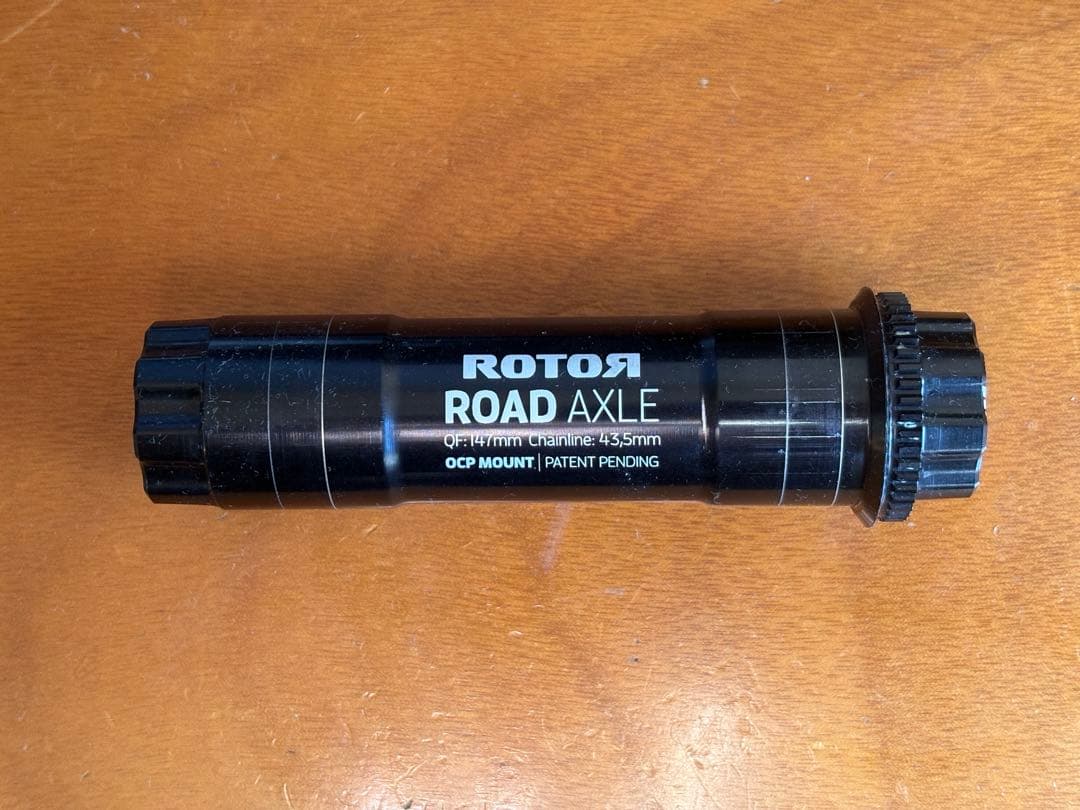 ROTOR
ROAD AXLE
QF: 147mm Chainline: 43,5mm
OCP MOUNT | PATENT PENDING